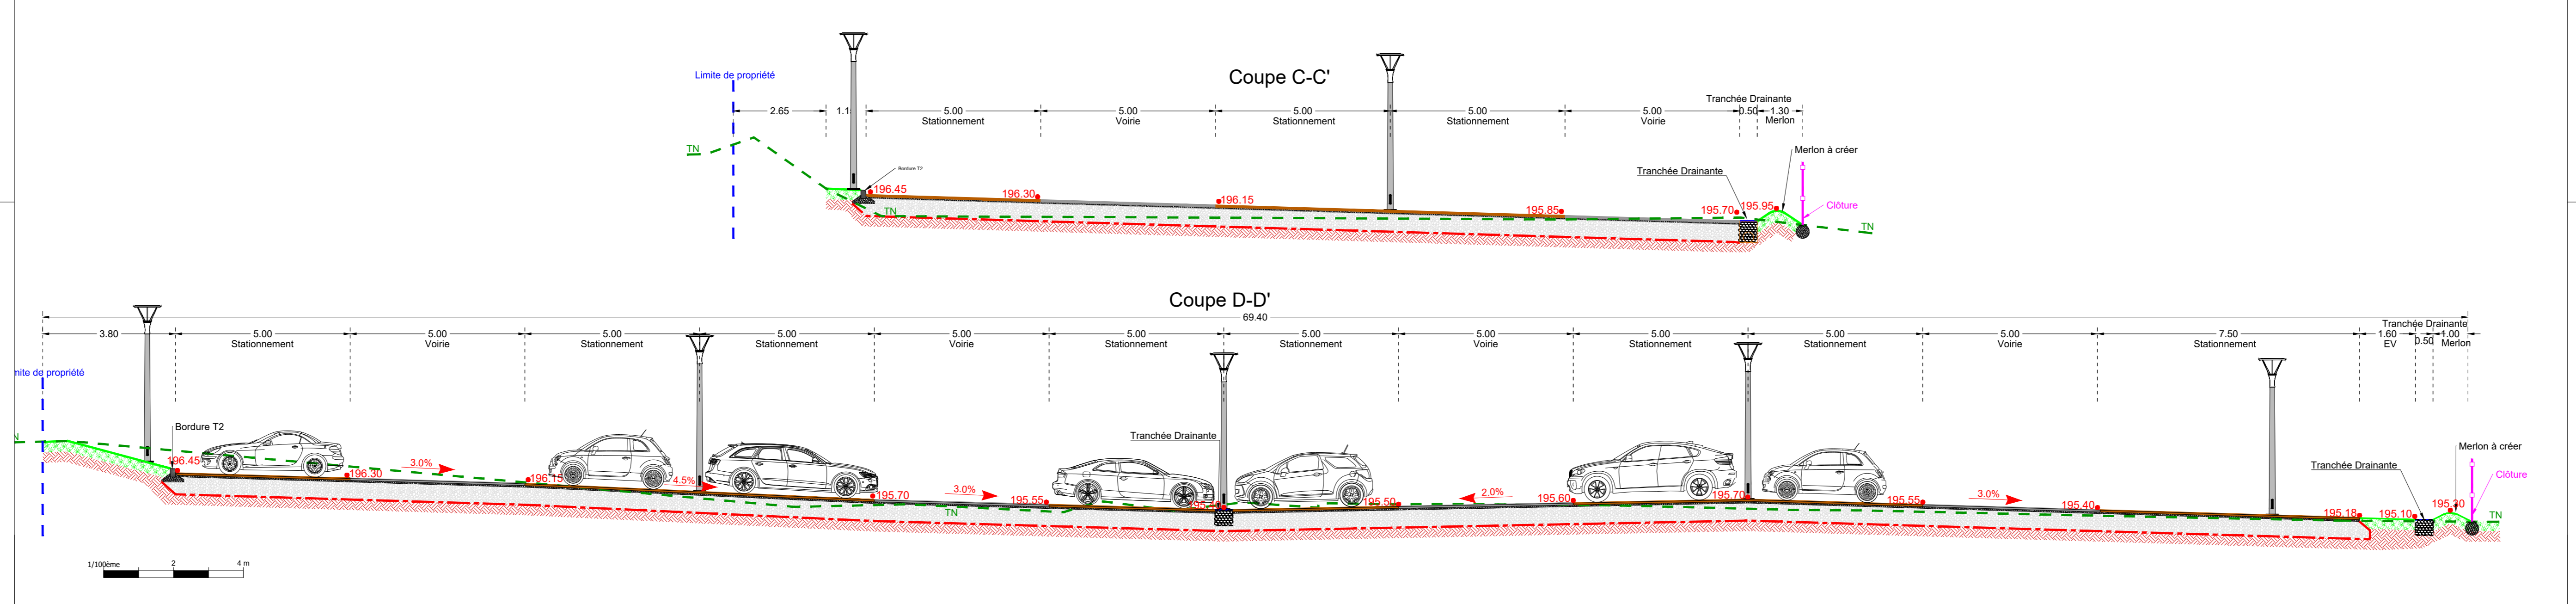 Coupe C-C'
Limite de propriété
Tranchée Drainante
2.65 5.00 5.00 5.00 5.00 5.00 0.50 1.30
Stationnement Voirie Stationnement Stationnement Voirie Merlon
TN
Merlon à créer
Bordure T2
Tranchée Drainante
196.45 196.30 196.15 195.85 195.70 195.95
Clôture
TN
TN
Coupe D-D'
69.40
Tranchée Drainante
3.80 5.00 5.00 5.00 5.00 5.00 5.00 5.00 5.00 5.00 5.00 5.00 7.50 1.60 0.50 1.00
Stationnement Voirie Stationnement Stationnement Voirie Stationnement Stationnement Voirie Stationnement Stationnement Voirie Stationnement EV Merlon
mite de propriété
Bordure T2
Tranchée Drainante
Merlon à créer
Tranchée Drainante
Clôture
196.45 196.30 3.0% 196.15 4.5% 195.70 3.0% 195.55 195.50 2.0% 195.60 195.70 195.55 3.0% 195.40 195.18 195.10
TN
TN
1/100ème 2 4 m